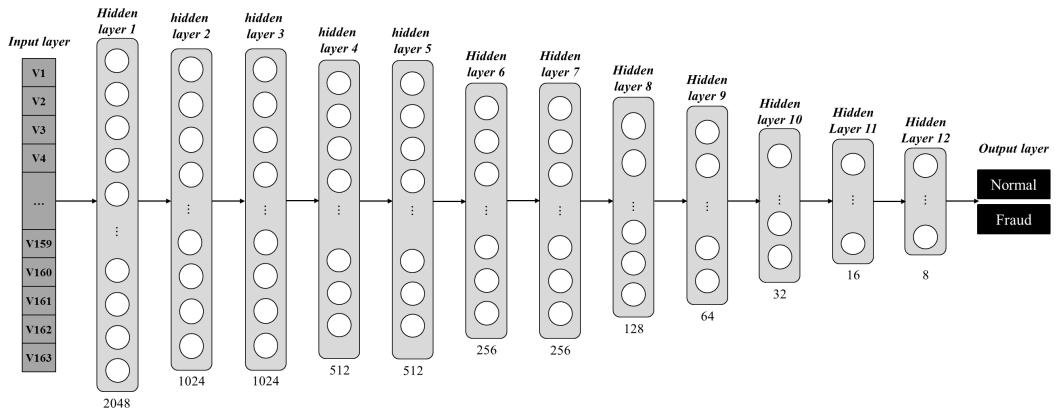 Input layer
V1
V2
V3
V4
...
V159
V160
V161
V162
V163
Hidden
layer 1
⋮
2048
hidden
layer 2
⋮
1024
hidden
layer 3
⋮
1024
hidden
layer 4
⋮
512
hidden
layer 5
⋮
512
Hidden
layer 6
⋮
256
Hidden
layer 7
⋮
256
Hidden
layer 8
⋮
128
Hidden
layer 9
⋮
64
Hidden
layer 10
⋮
32
Hidden
Layer 11
⋮
16
Hidden
Layer 12
⋮
8
Output layer
Normal
Fraud